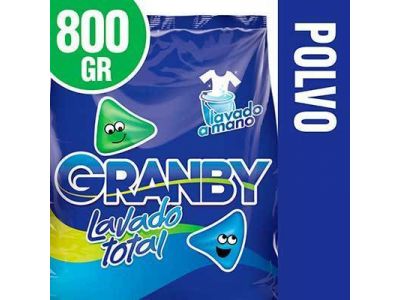 800
GR
lavado
a mano
GRANBY
Lavado
total
POLVO